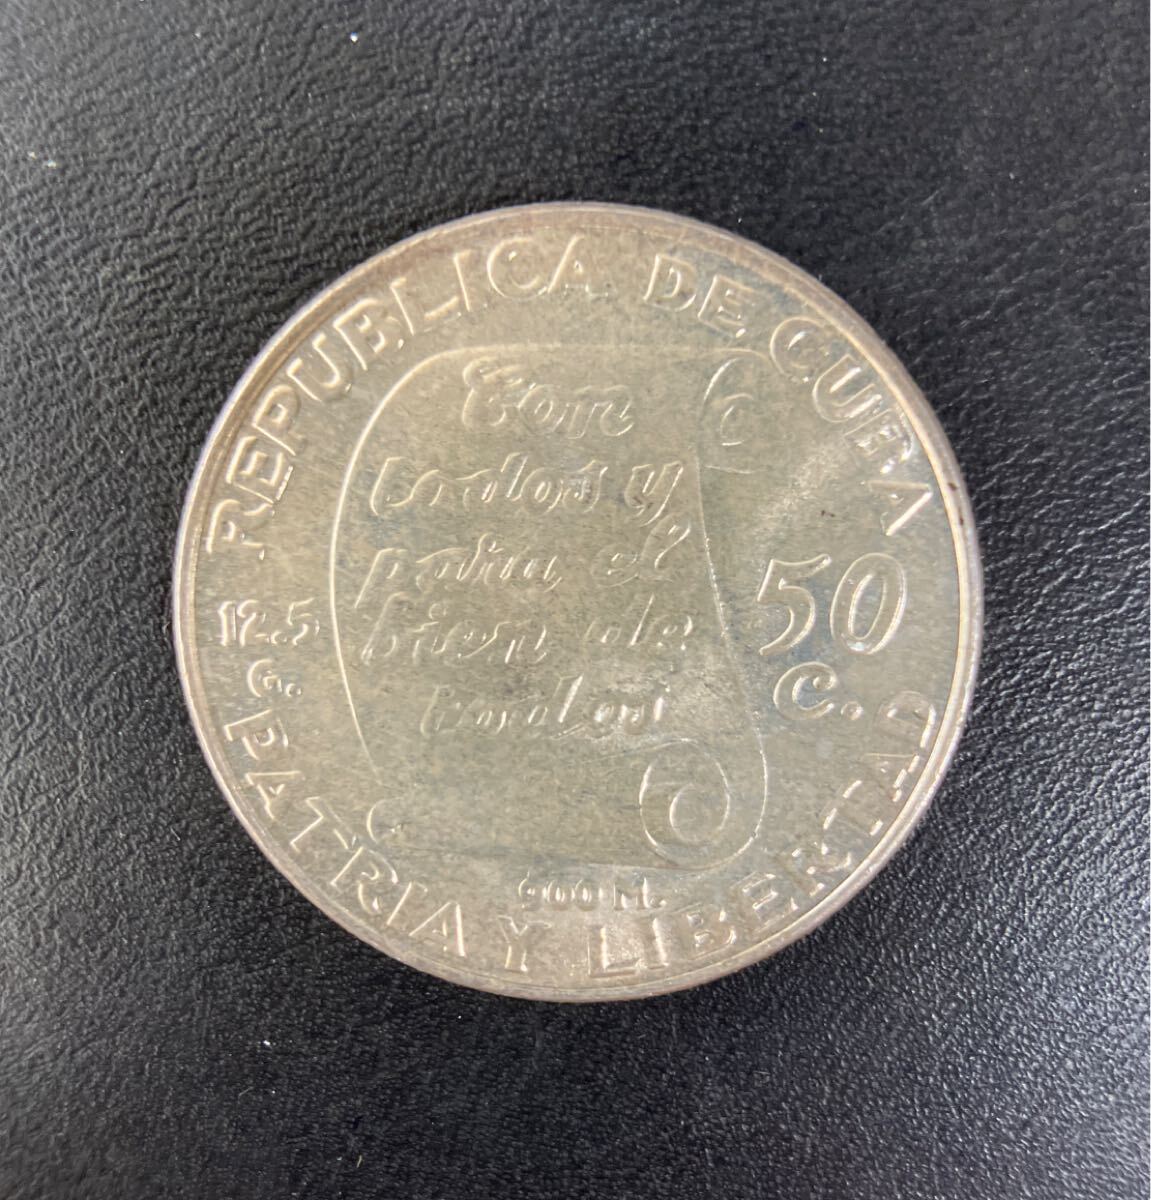 REPUBLICA DE CUBA
Con
todos y,
para el
bien de
todos
12.5
G.
50
C.
900 M.
PATRIA Y LIBERTAD